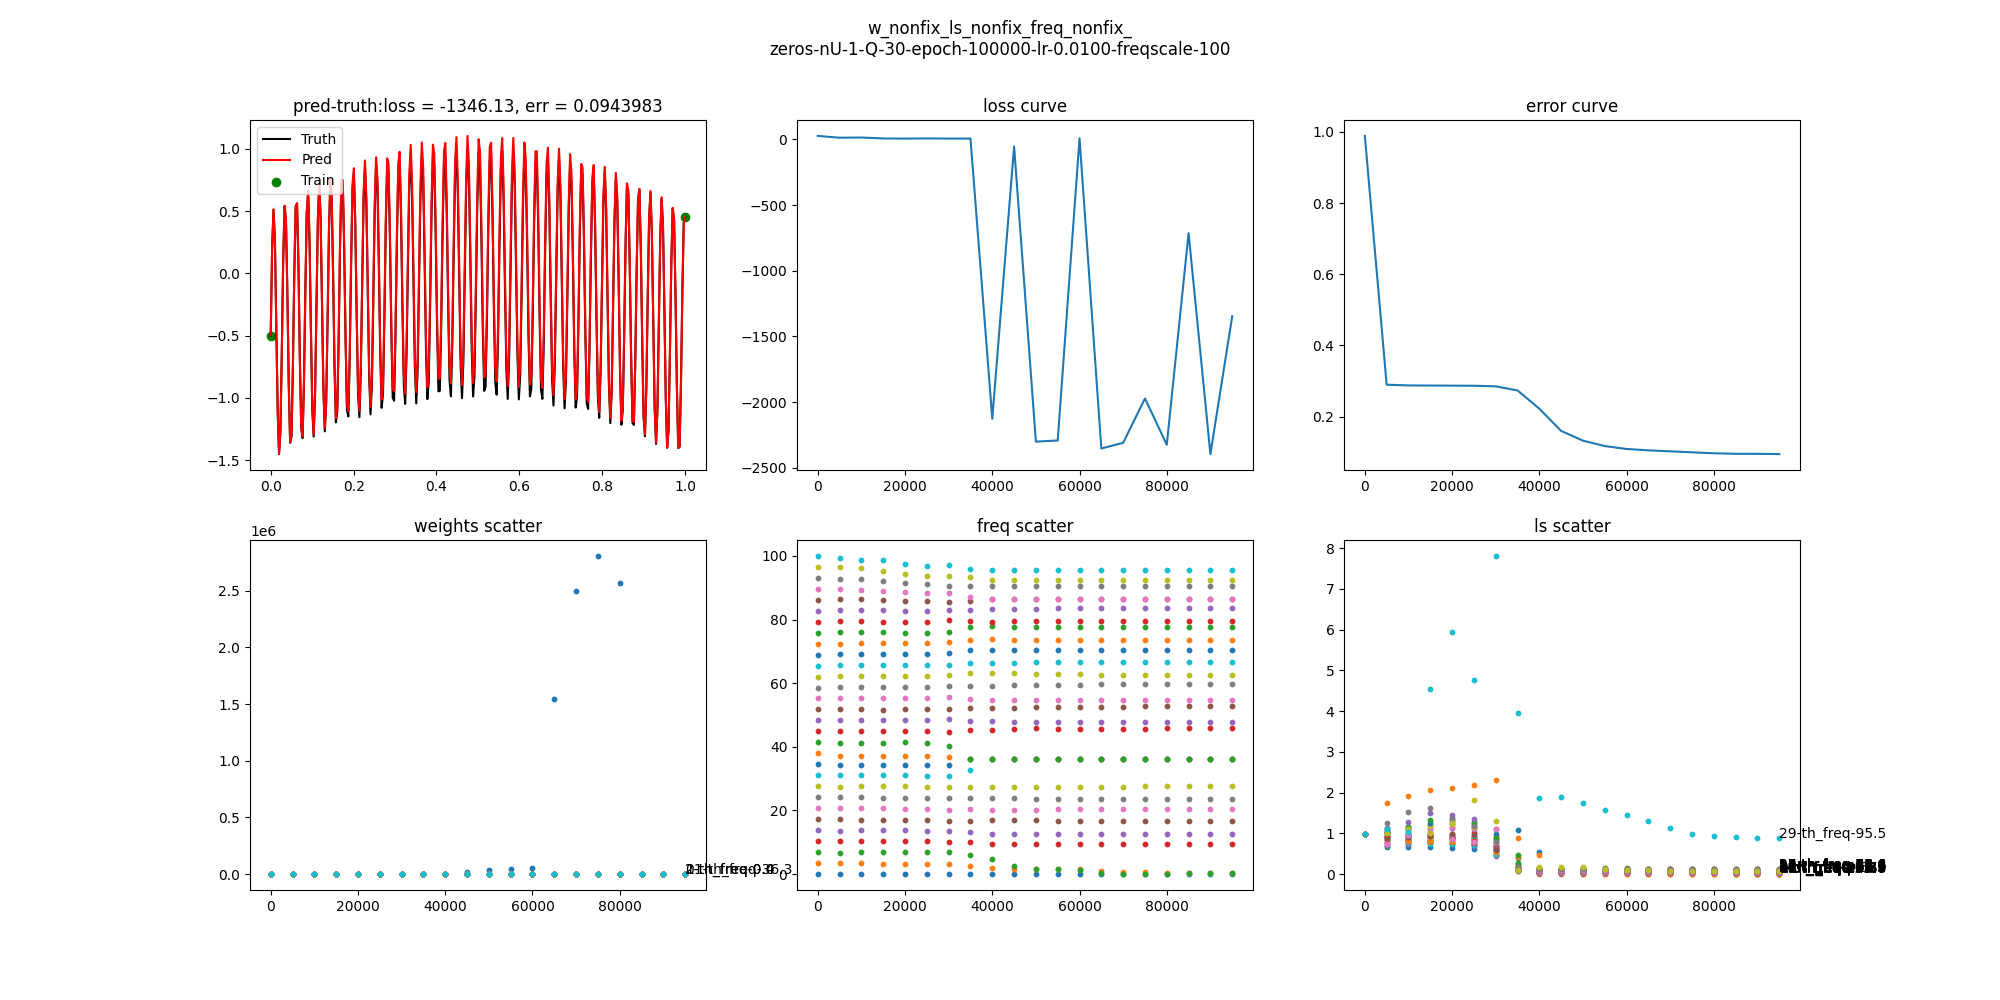 w_nonfix_ls_nonfix_freq_nonfix_
zeros-nU-1-Q-30-epoch-100000-lr-0.0100-freqscale-100
pred-truth:loss = -1346.13, err = 0.0943983
Truth
Pred
Train
1.0
0.5
0.0
−0.5
−1.0
−1.5
0.0 0.2 0.4 0.6 0.8 1.0
loss curve
0
−500
−1000
−1500
−2000
−2500
0 20000 40000 60000 80000
error curve
1.0
0.8
0.6
0.4
0.2
0 20000 40000 60000 80000
weights scatter
1e6
2.5
2.0
1.5
1.0
0.5
0.0
0 20000 40000 60000 80000
freq scatter
100
80
60
40
20
0
0 20000 40000 60000 80000
ls scatter
8
7
6
5
4
3
2
1
0
29-th_freq-95.5
0 20000 40000 60000 80000